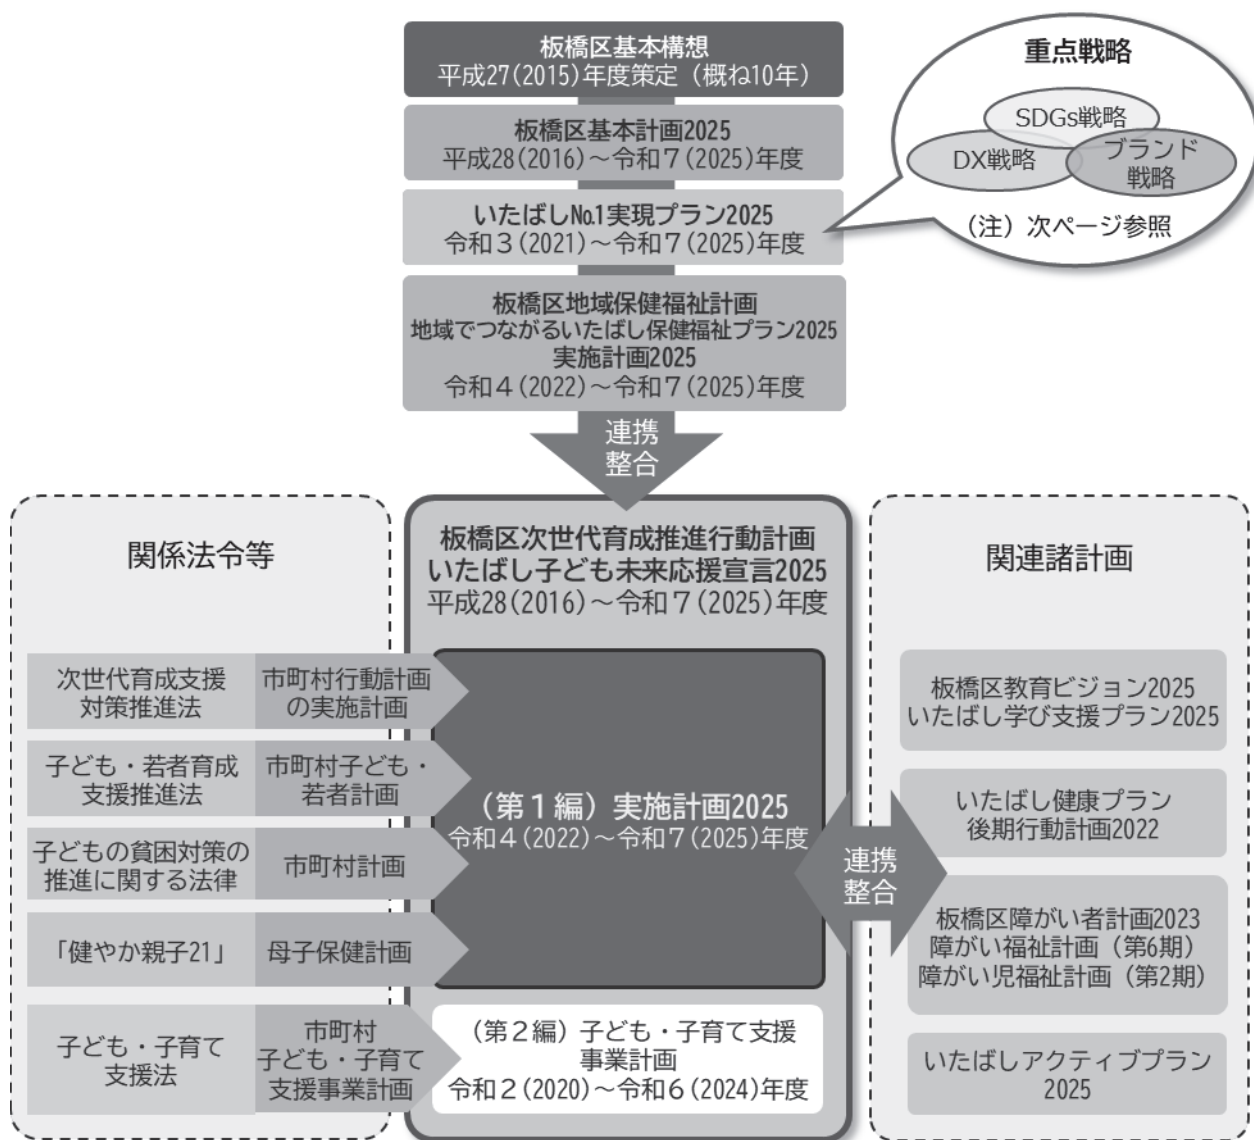 板橋区基本構想
平成27(2015)年度策定（概ね10年）
板橋区基本計画2025
平成28(2016)～令和７(2025)年度
いたばし№1実現プラン2025
令和３(2021)～令和７(2025)年度
板橋区地域保健福祉計画
地域でつながるいたばし保健福祉プラン2025
実施計画2025
令和４(2022)～令和７(2025)年度
重点戦略
SDGs戦略
DX戦略
ブランド
戦略
（注）次ページ参照
連携
整合
関係法令等
次世代育成支援
対策推進法
市町村行動計画
の実施計画
子ども・若者育成
支援推進法
市町村子ども・
若者計画
子どもの貧困対策の
推進に関する法律
市町村計画
「健やか親子21」
母子保健計画
子ども・子育て
支援法
市町村
子ども・子育て
支援事業計画
板橋区次世代育成推進行動計画
いたばし子ども未来応援宣言2025
平成28(2016)～令和７(2025)年度
（第１編）実施計画2025
令和４(2022)～令和７(2025)年度
（第２編）子ども・子育て支援
事業計画
令和２(2020)～令和６(2024)年度
連携
整合
関連諸計画
板橋区教育ビジョン2025
いたばし学び支援プラン2025
いたばし健康プラン
後期行動計画2022
板橋区障がい者計画2023
障がい福祉計画（第6期）
障がい児福祉計画（第2期）
いたばしアクティブプラン
2025